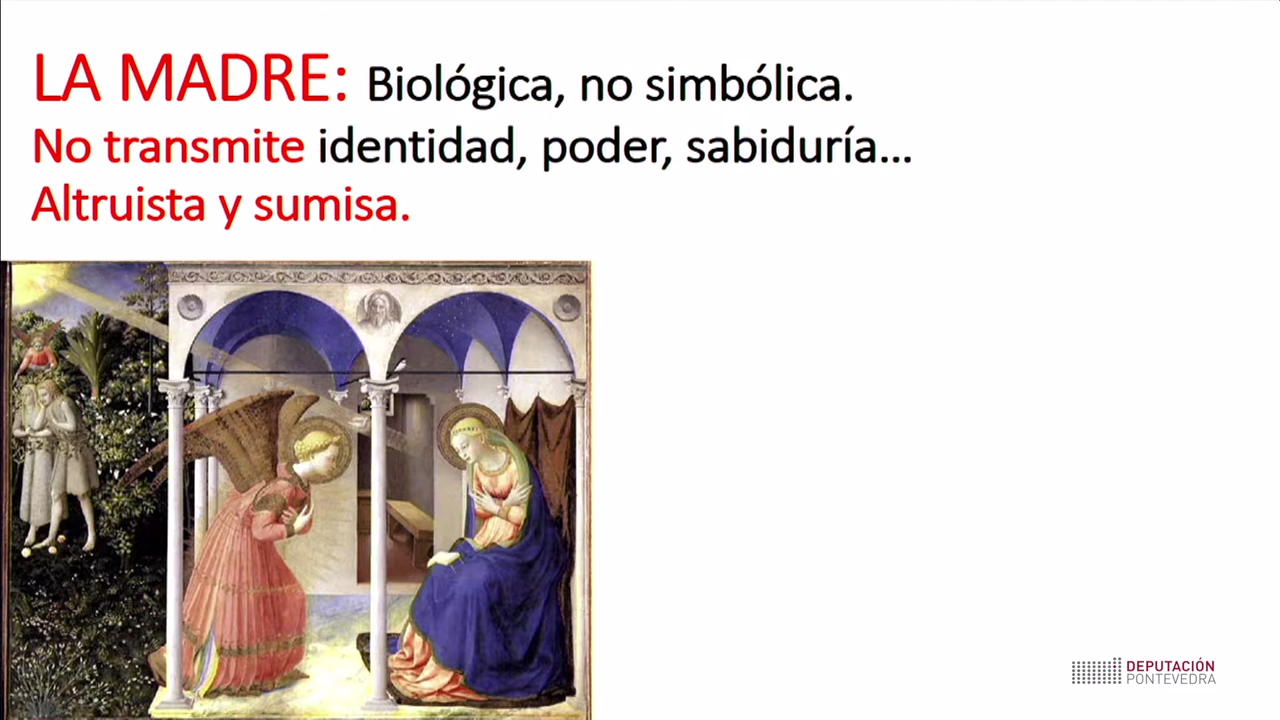 LA MADRE: Biológica, no simbólica.
No transmite identidad, poder, sabiduría...
Altruista y sumisa.
DEPUTACIÓN
PONTEVEDRA